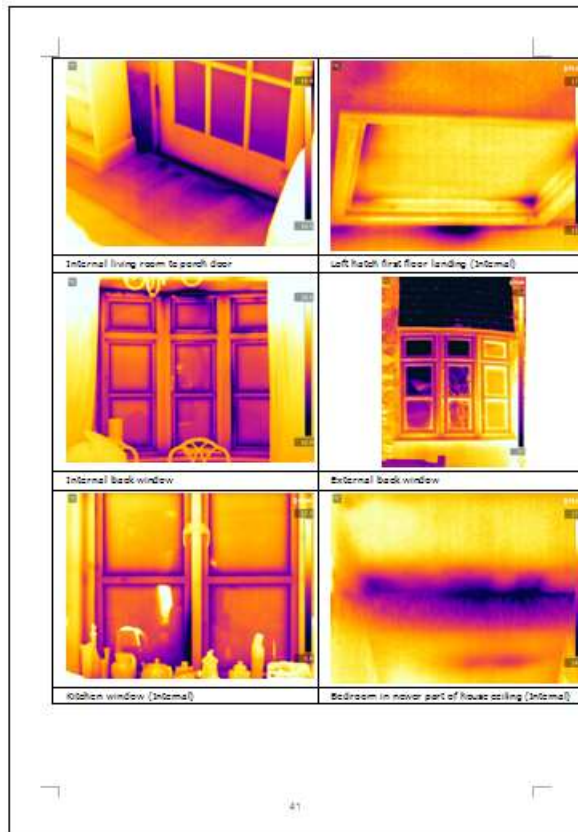 Internal living room to porch door
Loft hatch first floor landing (Internal)
Internal back window
External back window
Kitchen window (Internal)
Bedroom in newer part of house ceiling (Internal)
41